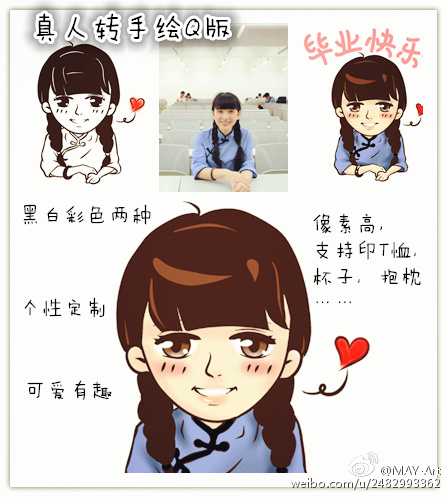 真人转手绘Q版
毕业快乐
黑白彩色两种
像素高,
支持印T恤,
杯子, 抱枕
... ...
个性定制
可爱有趣
@MAY-Art
weibo.com/u/2482993362